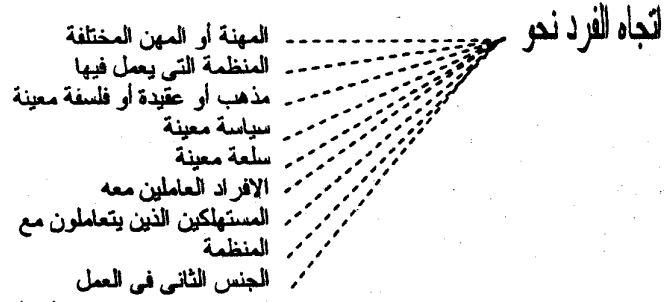 اتجاه الفرد نحو
المهنة أو المهن المختلفة
المنظمة التى يعمل فيها
مذهب أو عقيدة أو فلسفة معينة
سياسة معينة
سلعة معينة
الافراد العاملين معه
المستهلكين الذين يتعاملون مع
المنظمة
الجنس الثانى فى العمل